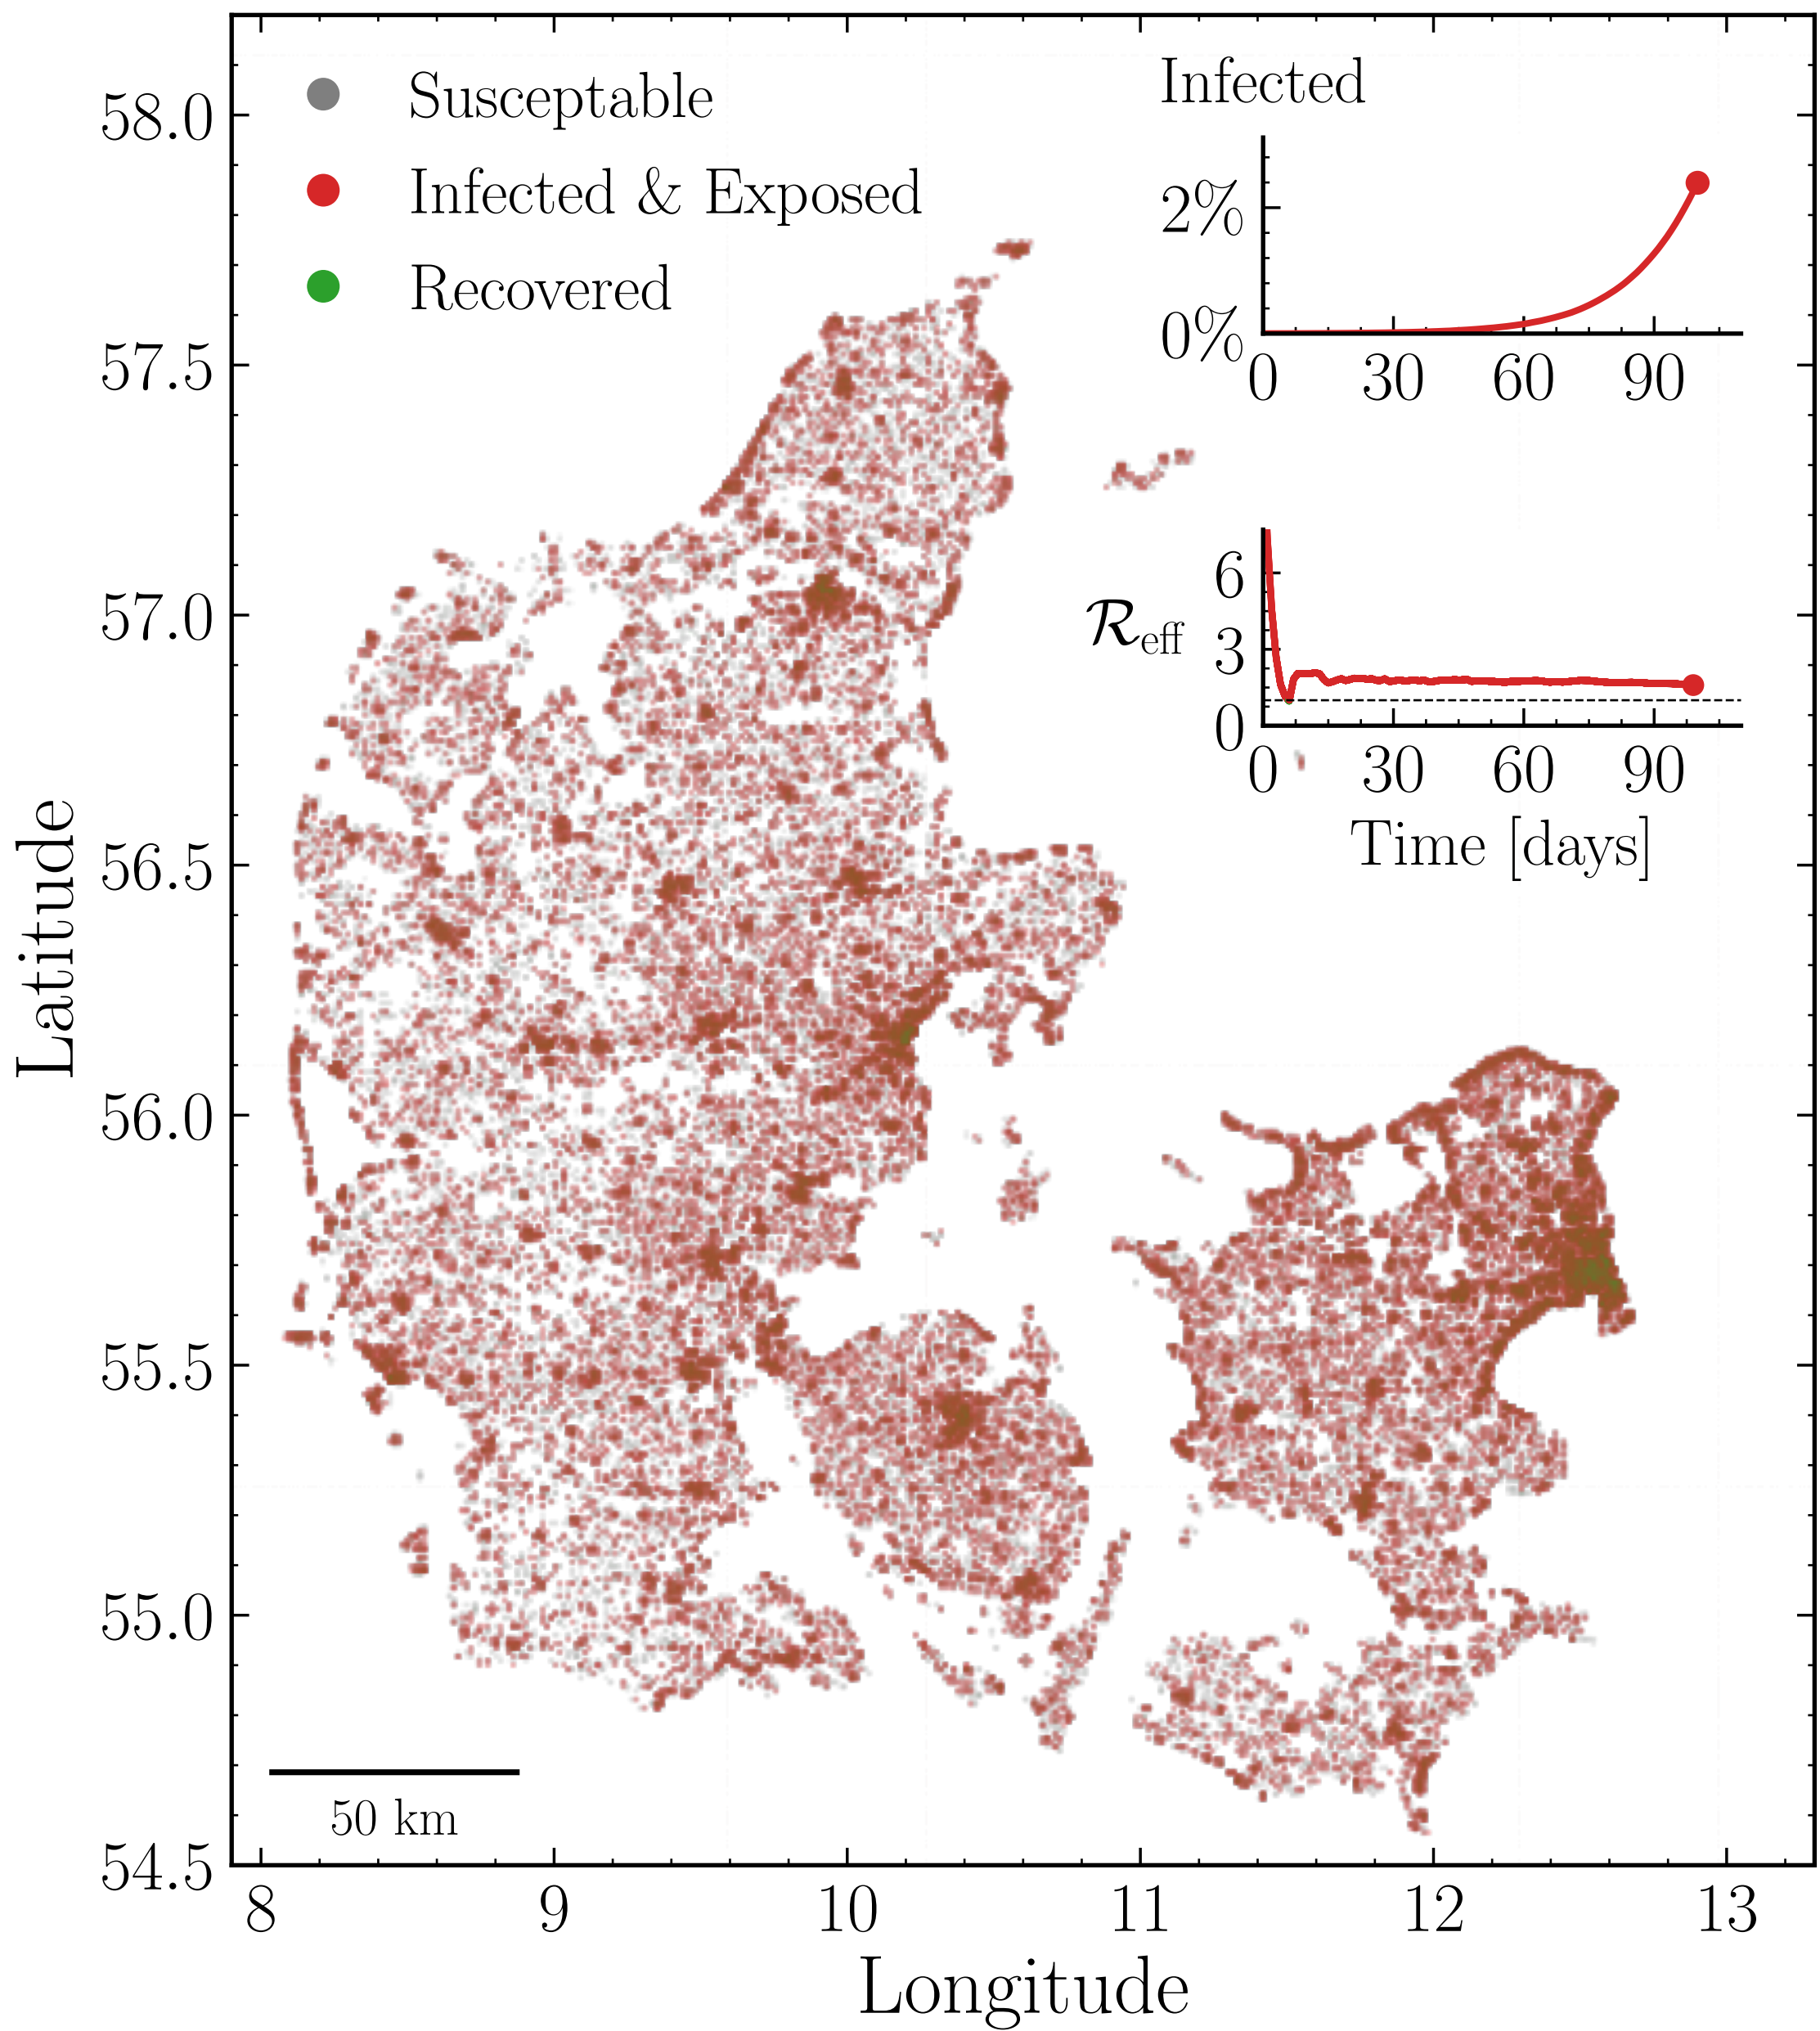 Susceptable
Infected & Exposed
Recovered
Infected
2%
0%
0 30 60 90
R eff
6
3
0
0 30 60 90
Time [days]
Latitude
58.0
57.5
57.0
56.5
56.0
55.5
55.0
54.5
50 km
8 9 10 11 12 13
Longitude